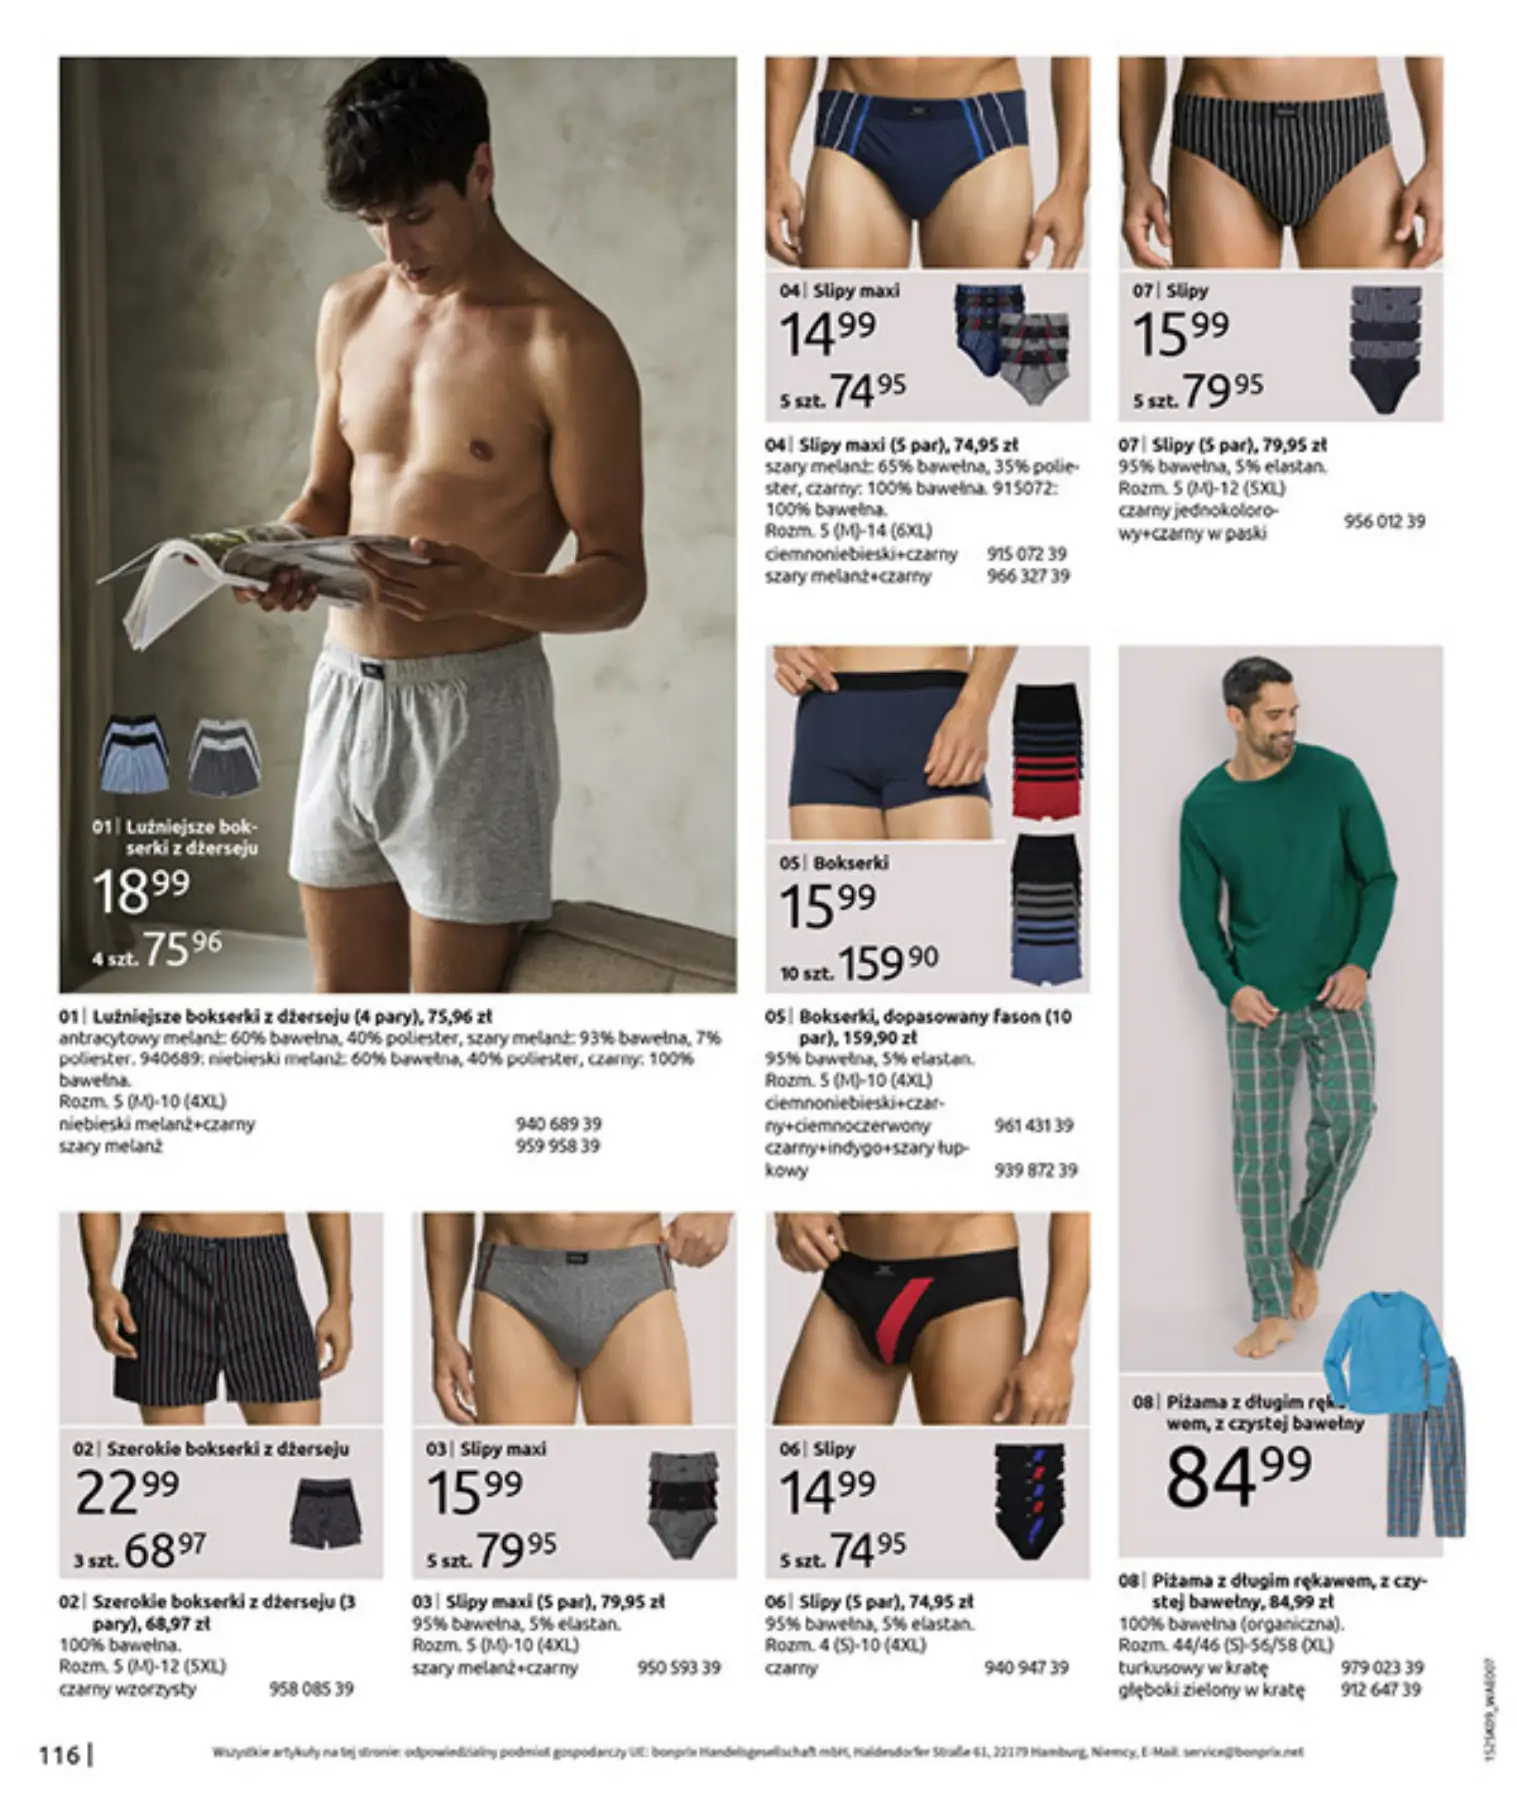 01| Luźniejsze bok-
serki z dżerseju
18 99
4 szt. 75 96
01| Luźniejsze bokserki z dżerseju (4 pary), 75,96 zł
antracytowy melanż: 60% bawełna, 40% poliester, szary melanż: 93% bawełna, 7%
poliester. 940689: niebieski melanż: 60% bawełna, 40% poliester, czarny: 100%
bawełna.
Rozm. 5 (M)-10 (4XL)
niebieski melanż+czarny 940 689 39
szary melanż 959 958 39
04| Slipy maxi
14 99
5 szt. 74 95
04| Slipy maxi (5 par), 74,95 zł
szary melanż: 65% bawełna, 35% polie-
ster, czarny: 100% bawełna. 915072:
100% bawełna.
Rozm. 5 (M)-14 (6XL)
ciemnoniebieski+czarny 915 072 39
szary melanż+czarny 966 327 39
07| Slipy
15 99
5 szt. 79 95
07| Slipy (5 par), 79,95 zł
95% bawełna, 5% elastan.
Rozm. 5 (M)-12 (5XL)
czarny jednokoloro-
wy+czarny w paski 956 012 39
05| Bokserki
15 99
10 szt. 159 90
05| Bokserki, dopasowany fason (10
par), 159,90 zł
95% bawełna, 5% elastan.
Rozm. 5 (M)-10 (4XL)
ciemnoniebieski+czar-
ny+ciemnoczerwony 961 431 39
czarny+indygo+szary łup-
kowy 939 872 39
02| Szerokie bokserki z dżerseju
22 99
3 szt. 68 97
02| Szerokie bokserki z dżerseju (3
pary), 68,97 zł
100% bawełna.
Rozm. 5 (M)-12 (5XL)
czarny wzorzysty 958 085 39
03| Slipy maxi
15 99
5 szt. 79 95
03| Slipy maxi (5 par), 79,95 zł
95% bawełna, 5% elastan.
Rozm. 5 (M)-10 (4XL)
szary melanż+czarny 950 593 39
06| Slipy
14 99
5 szt. 74 95
06| Slipy (5 par), 74,95 zł
95% bawełna, 5% elastan.
Rozm. 4 (S)-10 (4XL)
czarny 940 947 39
08| Piżama z długim ręka-
wem, z czystej bawełny
84 99
08| Piżama z długim rękawem, z czy-
stej bawełny, 84,99 zł
100% bawełna (organiczna).
Rozm. 44/46 (S)-56/58 (XL)
turkusowy w kratę 979 023 39
głęboki zielony w kratę 912 647 39
116|
Wszystkie artykuły na tej stronie: odpowiedzialny podmiot gospodarczy UE: bonprix Handelsgesellschaft mbH, Haldesdorfer Straße 61, 22179 Hamburg, Niemcy, E-Mail: service@bonprix.net
1525K09_WAE007